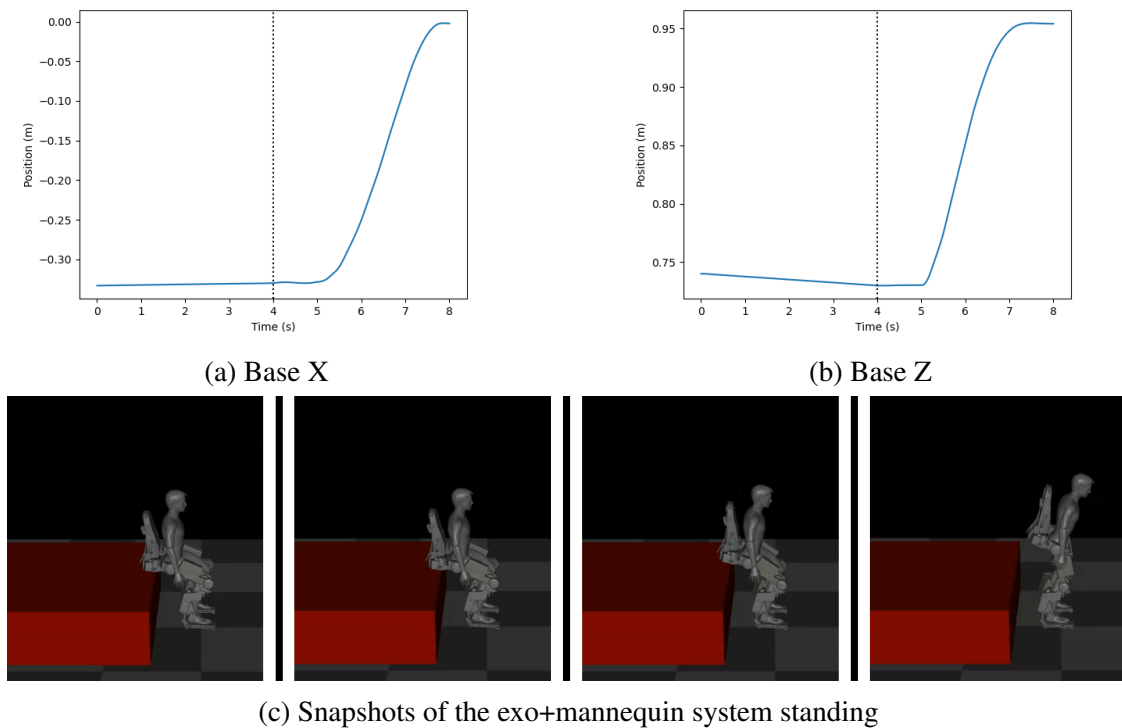 0.00
−0.05
−0.10
−0.15
−0.20
−0.25
−0.30
Position (m)
0 1 2 3 4 5 6 7 8
Time (s)
(a) Base X
0.95
0.90
0.85
0.80
0.75
Position (m)
0 1 2 3 4 5 6 7 8
Time (s)
(b) Base Z
(c) Snapshots of the exo+mannequin system standing